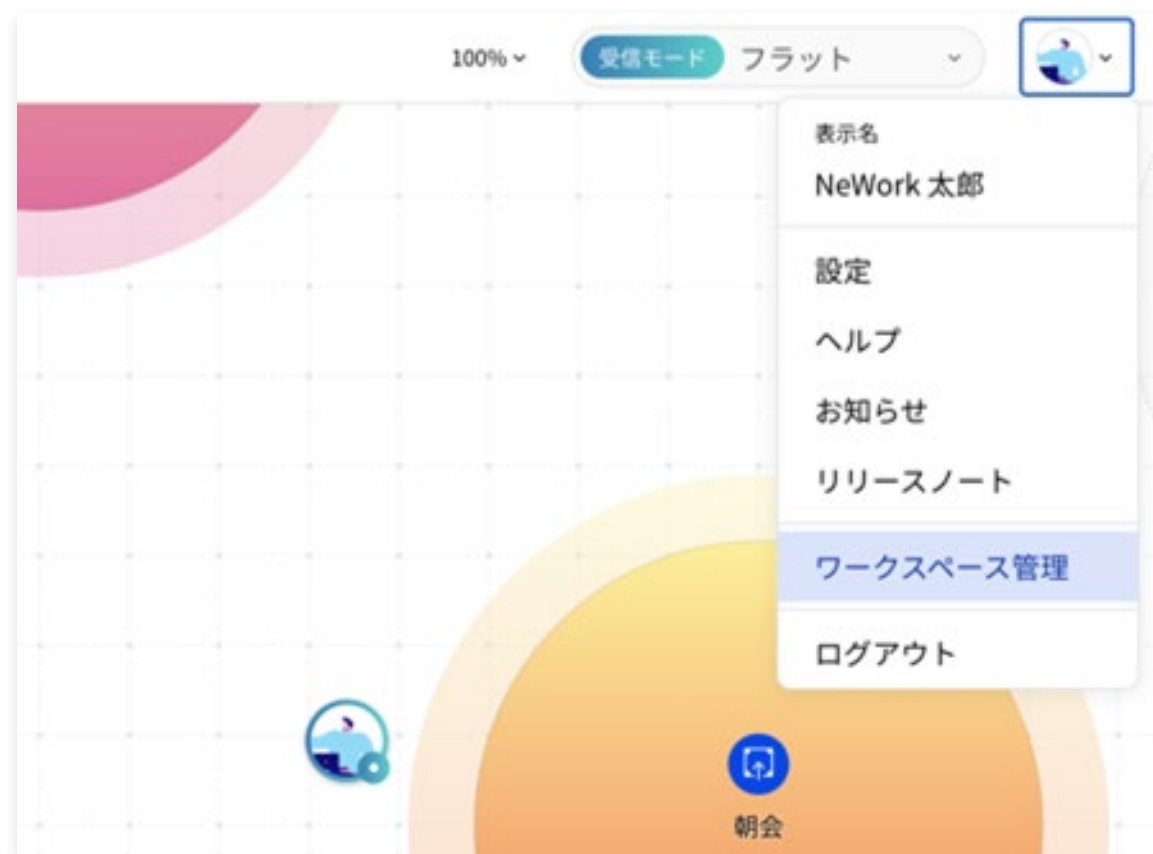 100%
受信モード フラット
表示名
NeWork 太郎
設定
ヘルプ
お知らせ
リリースノート
ワークスペース管理
ログアウト
朝会